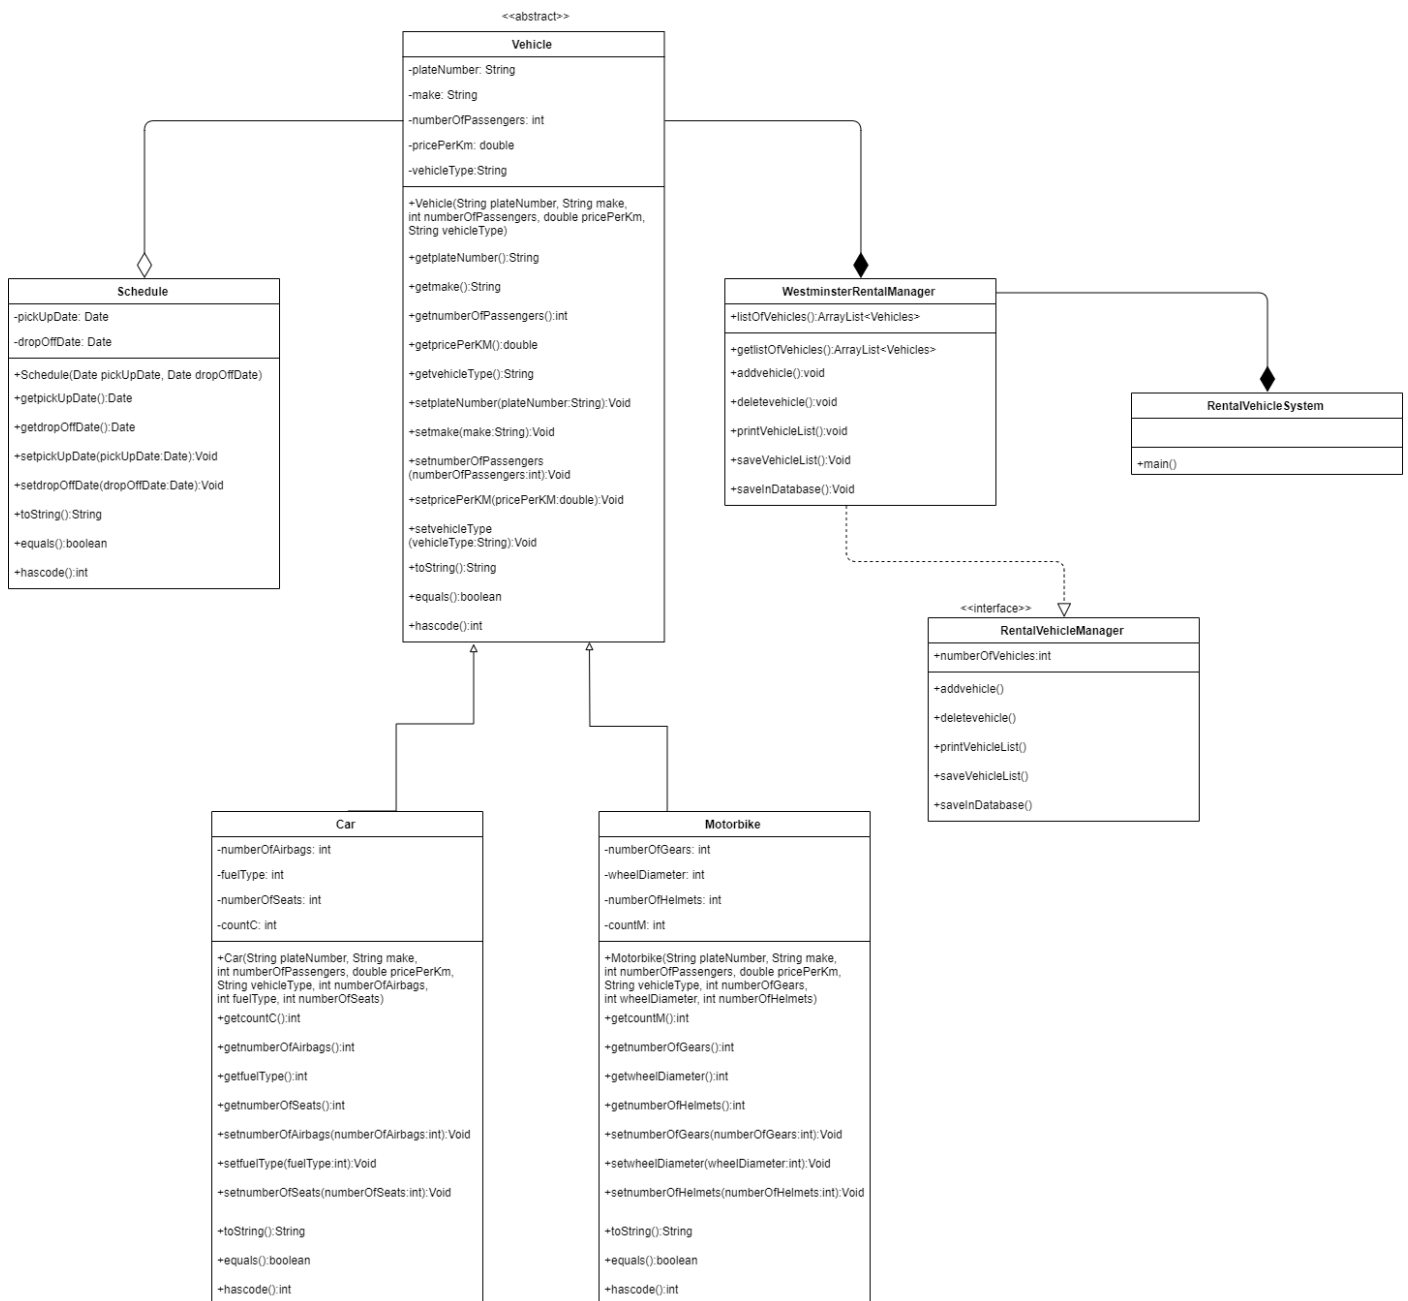 <<abstract>>
Vehicle
-plateNumber: String
-make: String
-numberOfPassengers: int
-pricePerKm: double
-vehicleType:String
+Vehicle(String plateNumber, String make,
int numberOfPassengers, double pricePerKm,
String vehicleType)
+getplateNumber():String
+getmake():String
+getnumberOfPassengers():int
+getpricePerKM():double
+getvehicleType():String
+setplateNumber(plateNumber:String):Void
+setmake(make:String):Void
+setnumberOfPassengers
(numberOfPassengers:int):Void
+setpricePerKM(pricePerKM:double):Void
+setvehicleType
(vehicleType:String):Void
+toString():String
+equals():boolean
+hascode():int
Schedule
-pickUpDate: Date
-dropOffDate: Date
+Schedule(Date pickUpDate, Date dropOffDate)
+getpickUpDate():Date
+getdropOffDate():Date
+setpickUpDate(pickUpDate:Date):Void
+setdropOffDate(dropOffDate:Date):Void
+toString():String
+equals():boolean
+hascode():int
WestminsterRentalManager
+listOfVehicles():ArrayList<Vehicles>
+getlistOfVehicles():ArrayList<Vehicles>
+addvehicle():void
+deletevehicle():void
+printVehicleList():void
+saveVehicleList():Void
+saveInDatabase():Void
RentalVehicleSystem
+main()
<<interface>>
RentalVehicleManager
+numberOfVehicles:int
+addvehicle()
+deletevehicle()
+printVehicleList()
+saveVehicleList()
+saveInDatabase()
Car
-numberOfAirbags: int
-fuelType: int
-numberOfSeats: int
-countC: int
+Car(String plateNumber, String make,
int numberOfPassengers, double pricePerKm,
String vehicleType, int numberOfAirbags,
int fuelType, int numberOfSeats)
+getcountC():int
+getnumberOfAirbags():int
+getfuelType():int
+getnumberOfSeats():int
+setnumberOfAirbags(numberOfAirbags:int):Void
+setfuelType(fuelType:int):Void
+setnumberOfSeats(numberOfSeats:int):Void
+toString():String
+equals():boolean
+hascode():int
Motorbike
-numberOfGears: int
-wheelDiameter: int
-numberOfHelmets: int
-countM: int
+Motorbike(String plateNumber, String make,
int numberOfPassengers, double pricePerKm,
String vehicleType, int numberOfGears,
int wheelDiameter, int numberOfHelmets)
+getcountM():int
+getnumberOfGears():int
+getwheelDiameter():int
+getnumberOfHelmets():int
+setnumberOfGears(numberOfGears:int):Void
+setwheelDiameter(wheelDiameter:int):Void
+setnumberOfHelmets(numberOfHelmets:int):Void
+toString():String
+equals():boolean
+hascode():int